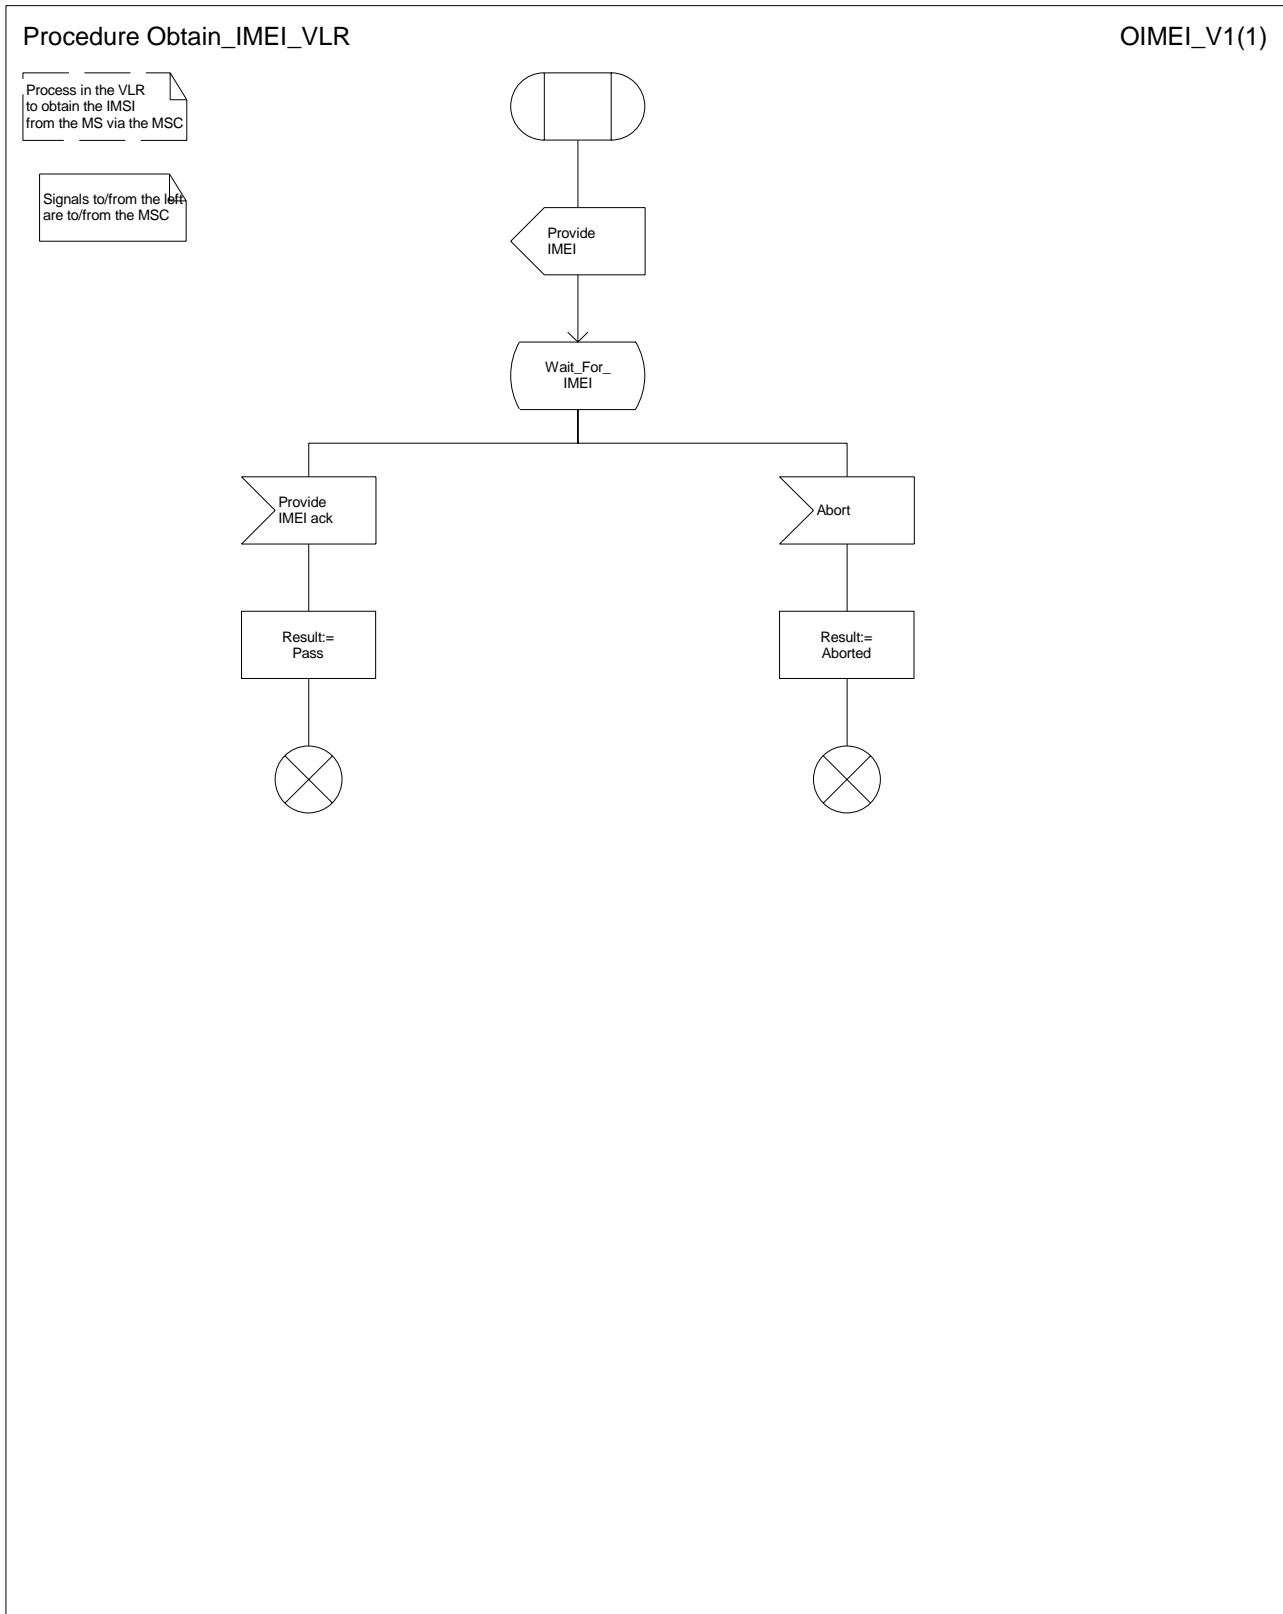 Procedure Obtain_IMEI_VLR
OIMEI_V1(1)
Process in the VLR
to obtain the IMSI
from the MS via the MSC
Signals to/from the left
are to/from the MSC
Provide
IMEI
Wait_For_
IMEI
Provide
IMEI ack
Abort
Result:=
Pass
Result:=
Aborted